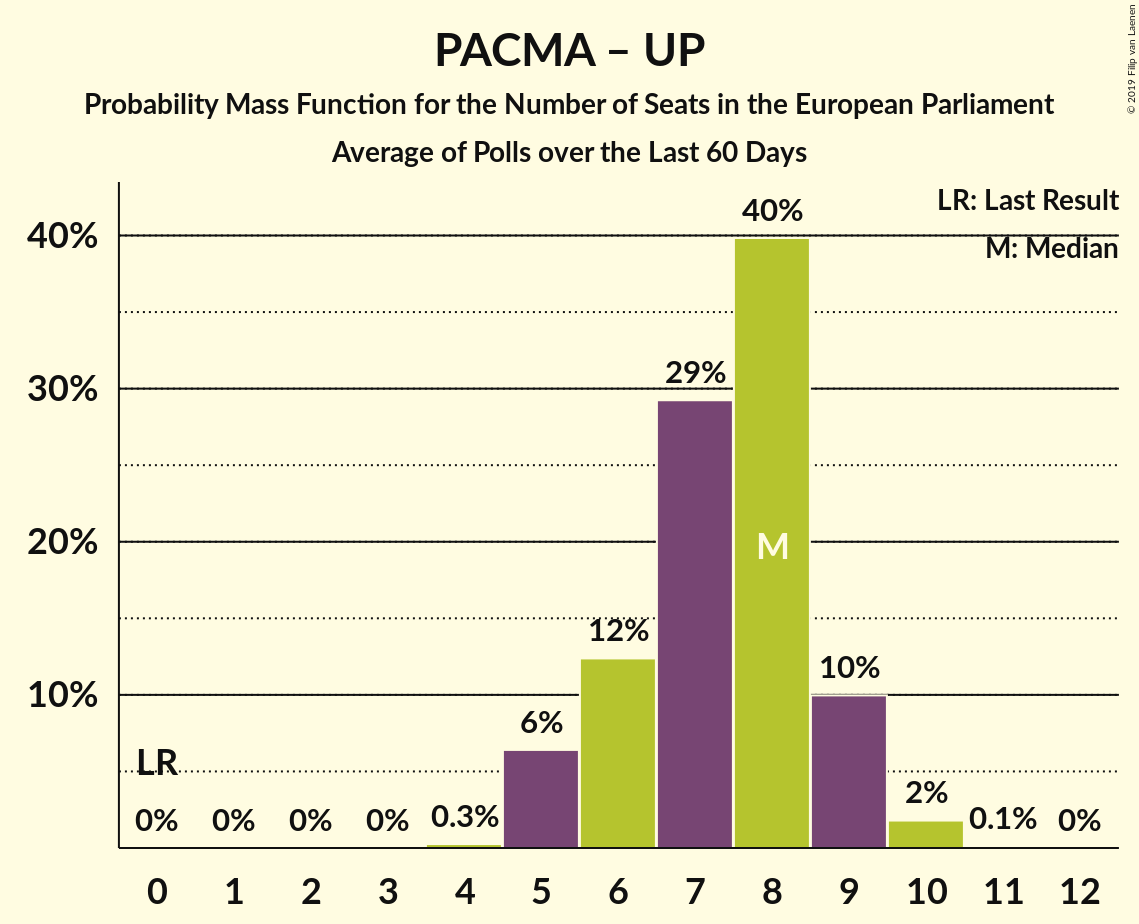 PACMA – UP
Probability Mass Function for the Number of Seats in the European Parliament
Average of Polls over the Last 60 Days
© 2019 Filip van Laenen
LR: Last Result
M: Median
40%
30%
20%
10%
LR
0%
0%
0%
0%
0.3%
6%
12%
29%
40%
M
10%
2%
0.1%
0%
0 1 2 3 4 5 6 7 8 9 10 11 12